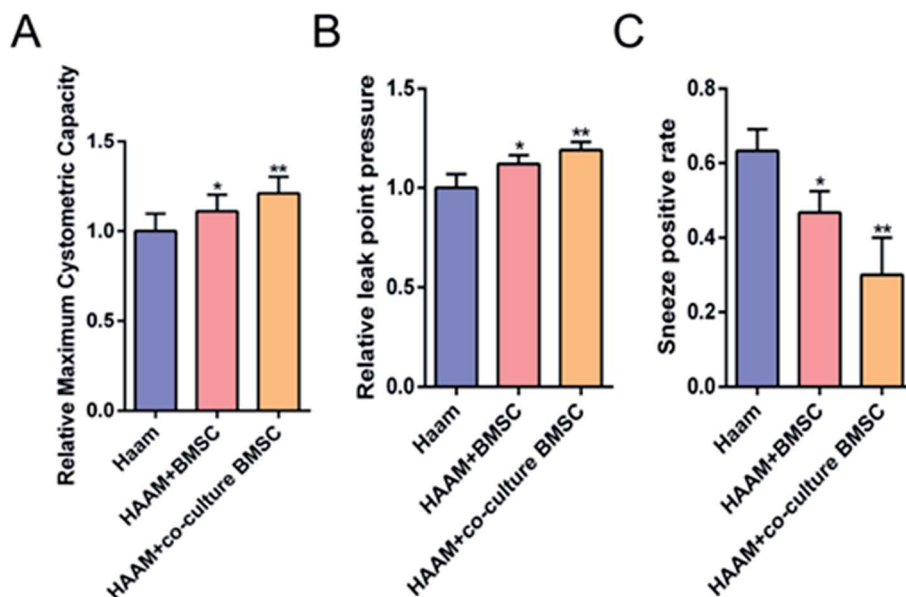 A
Relative Maximum Cystometric Capacity
1.5
1.0
0.5
0.0
*
**
Haam
HAAM+BMSC
HAAM+co-culture BMSC
B
Relative leak point pressure
1.5
1.0
0.5
0.0
*
**
Haam
HAAM+BMSC
HAAM+co-culture BMSC
C
Sneeze positive rate
0.8
0.6
0.4
0.2
0.0
*
**
Haam
HAAM+BMSC
HAAM+co-culture BMSC